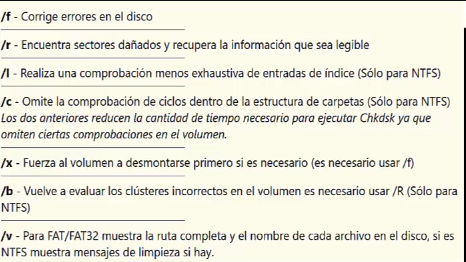 /f - Corrige errores en el disco
/r - Encuentra sectores dañados y recupera la información que sea legible
/l - Realiza una comprobación menos exhaustiva de entradas de índice (Sólo para NTFS)
/c - Omite la comprobación de ciclos dentro de la estructura de carpetas (Sólo para NTFS)
Los dos anteriores reducen la cantidad de tiempo necesario para ejecutar Chkdsk ya que
omiten ciertas comprobaciones en el volumen.
/x - Fuerza al volumen a desmontarse primero si es necesario (es necesario usar /f)
/b - Vuelve a evaluar los clústeres incorrectos en el volumen es necesario usar /R (Sólo para
NTFS)
/v - Para FAT/FAT32 muestra la ruta completa y el nombre de cada archivo en el disco, si es
NTFS muestra mensajes de limpieza si hay.